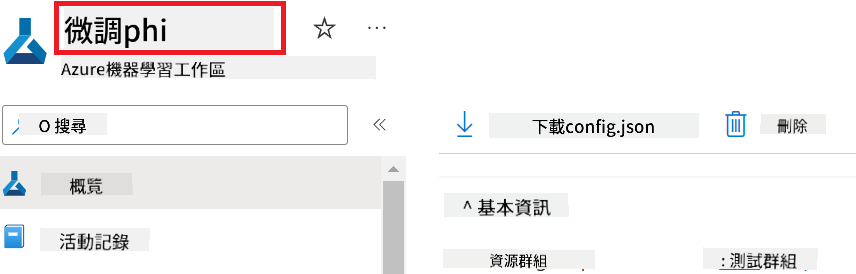 微調phi
Azure機器學習工作區
O 搜尋
概覽
活動記錄
下載config.json
刪除
^ 基本資訊
資源群組
: 測試群組